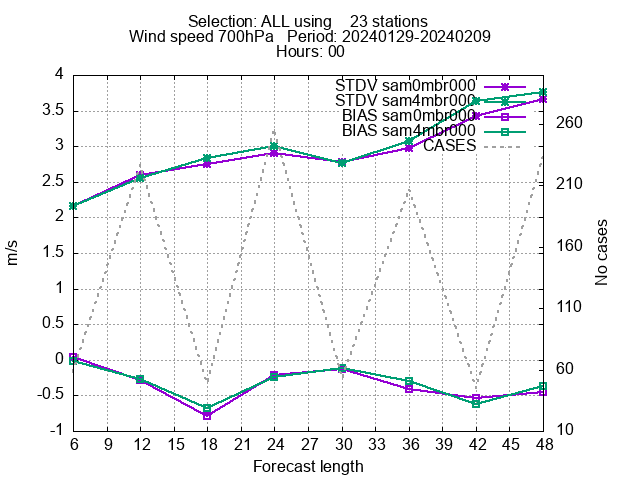 Selection: ALL using    23 stations
Wind speed 700hPa   Period: 20240129-20240209
Hours: 00
STDV sam0mbr000
STDV sam4mbr000
BIAS sam0mbr000
BIAS sam4mbr000
CASES
4
3.5
3
2.5
2
1.5
1
0.5
0
-0.5
-1
m/s
260
210
160
110
60
10
No cases
6 9 12 15 18 21 24 27 30 33 36 39 42 45 48
Forecast length